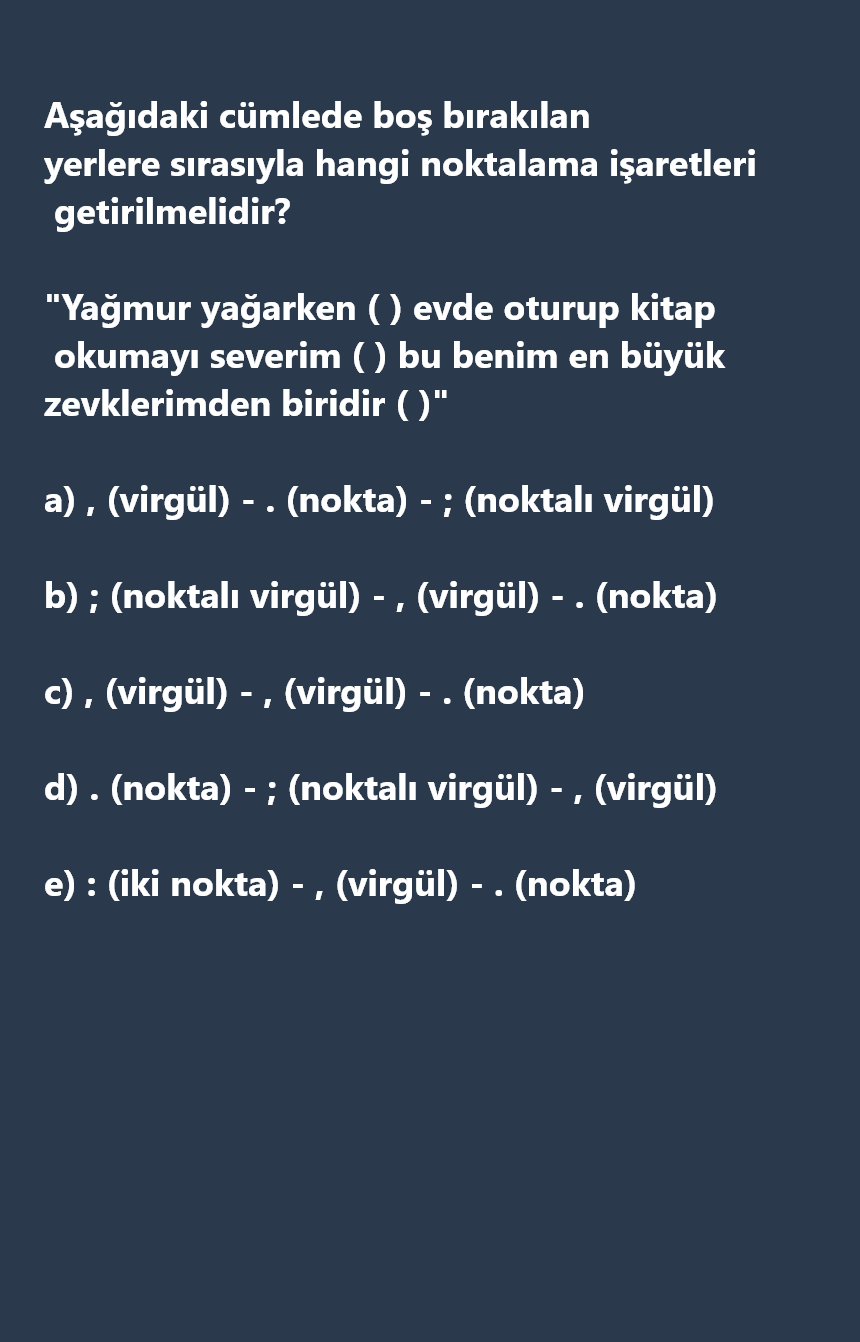 Aşağıdaki cümlede boş bırakılan
yerlere sırasıyla hangi noktalama işaretleri
getirilmelidir?
"Yağmur yağarken ( ) evde oturup kitap
okumayı severim ( ) bu benim en büyük
zevklerimden biridir ( )"
a) , (virgül) - . (nokta) - ; (noktalı virgül)
b) ; (noktalı virgül) - , (virgül) - . (nokta)
c) , (virgül) - , (virgül) - . (nokta)
d) . (nokta) - ; (noktalı virgül) - , (virgül)
e) : (iki nokta) - , (virgül) - . (nokta)